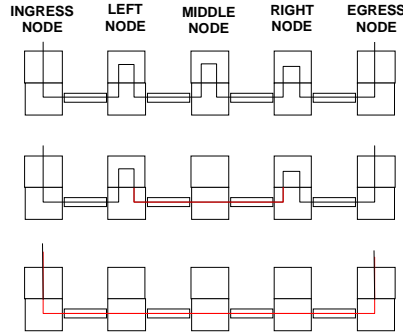 INGRESS NODE
LEFT NODE
MIDDLE NODE
RIGHT NODE
EGRESS NODE